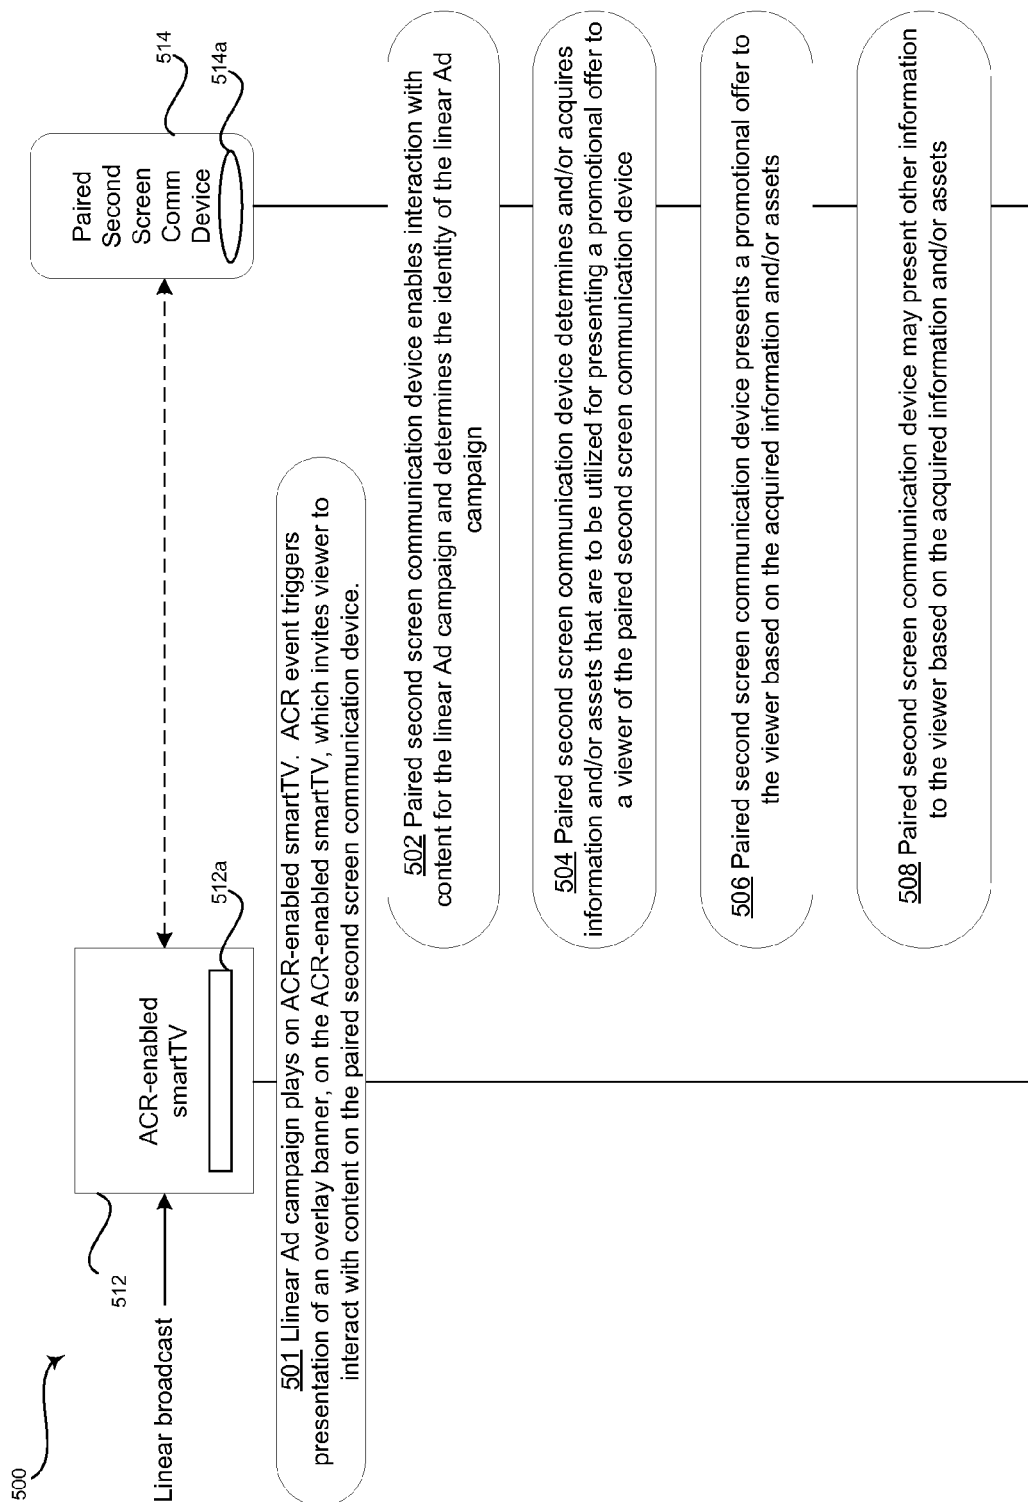 500
512
Linear broadcast
ACR-enabled
smartTV
512a
Paired
Second
Screen
Comm
Device
514
514a
501 Llinear Ad campaign plays on ACR-enabled smartTV. ACR event triggers
presentation of an overlay banner, on the ACR-enabled smartTV, which invites viewer to
interact with content on the paired second screen communication device.
502 Paired second screen communication device enables interaction with
content for the linear Ad campaign and determines the identity of the linear Ad
campaign
504 Paired second screen communication device determines and/or acquires
information and/or assets that are to be utilized for presenting a promotional offer to
a viewer of the paired second screen communication device
506 Paired second screen communication device presents a promotional offer to
the viewer based on the acquired information and/or assets
508 Paired second screen communication device may present other information
to the viewer based on the acquired information and/or assets